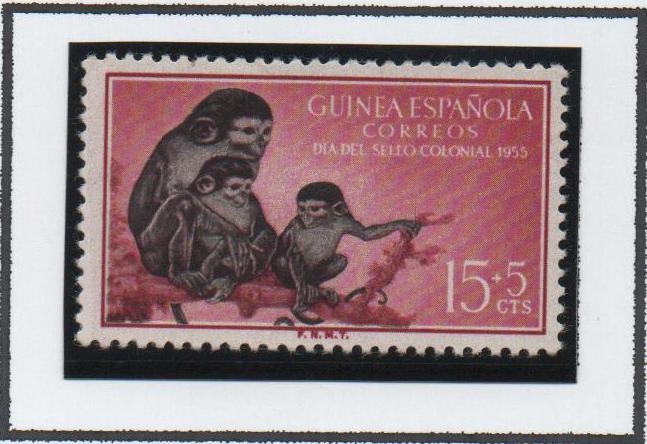 GUINEA ESPAÑOLA
CORREOS
DIA DEL SELLO COLONIAL 1955
15+5
CTS
F.N.M.T.